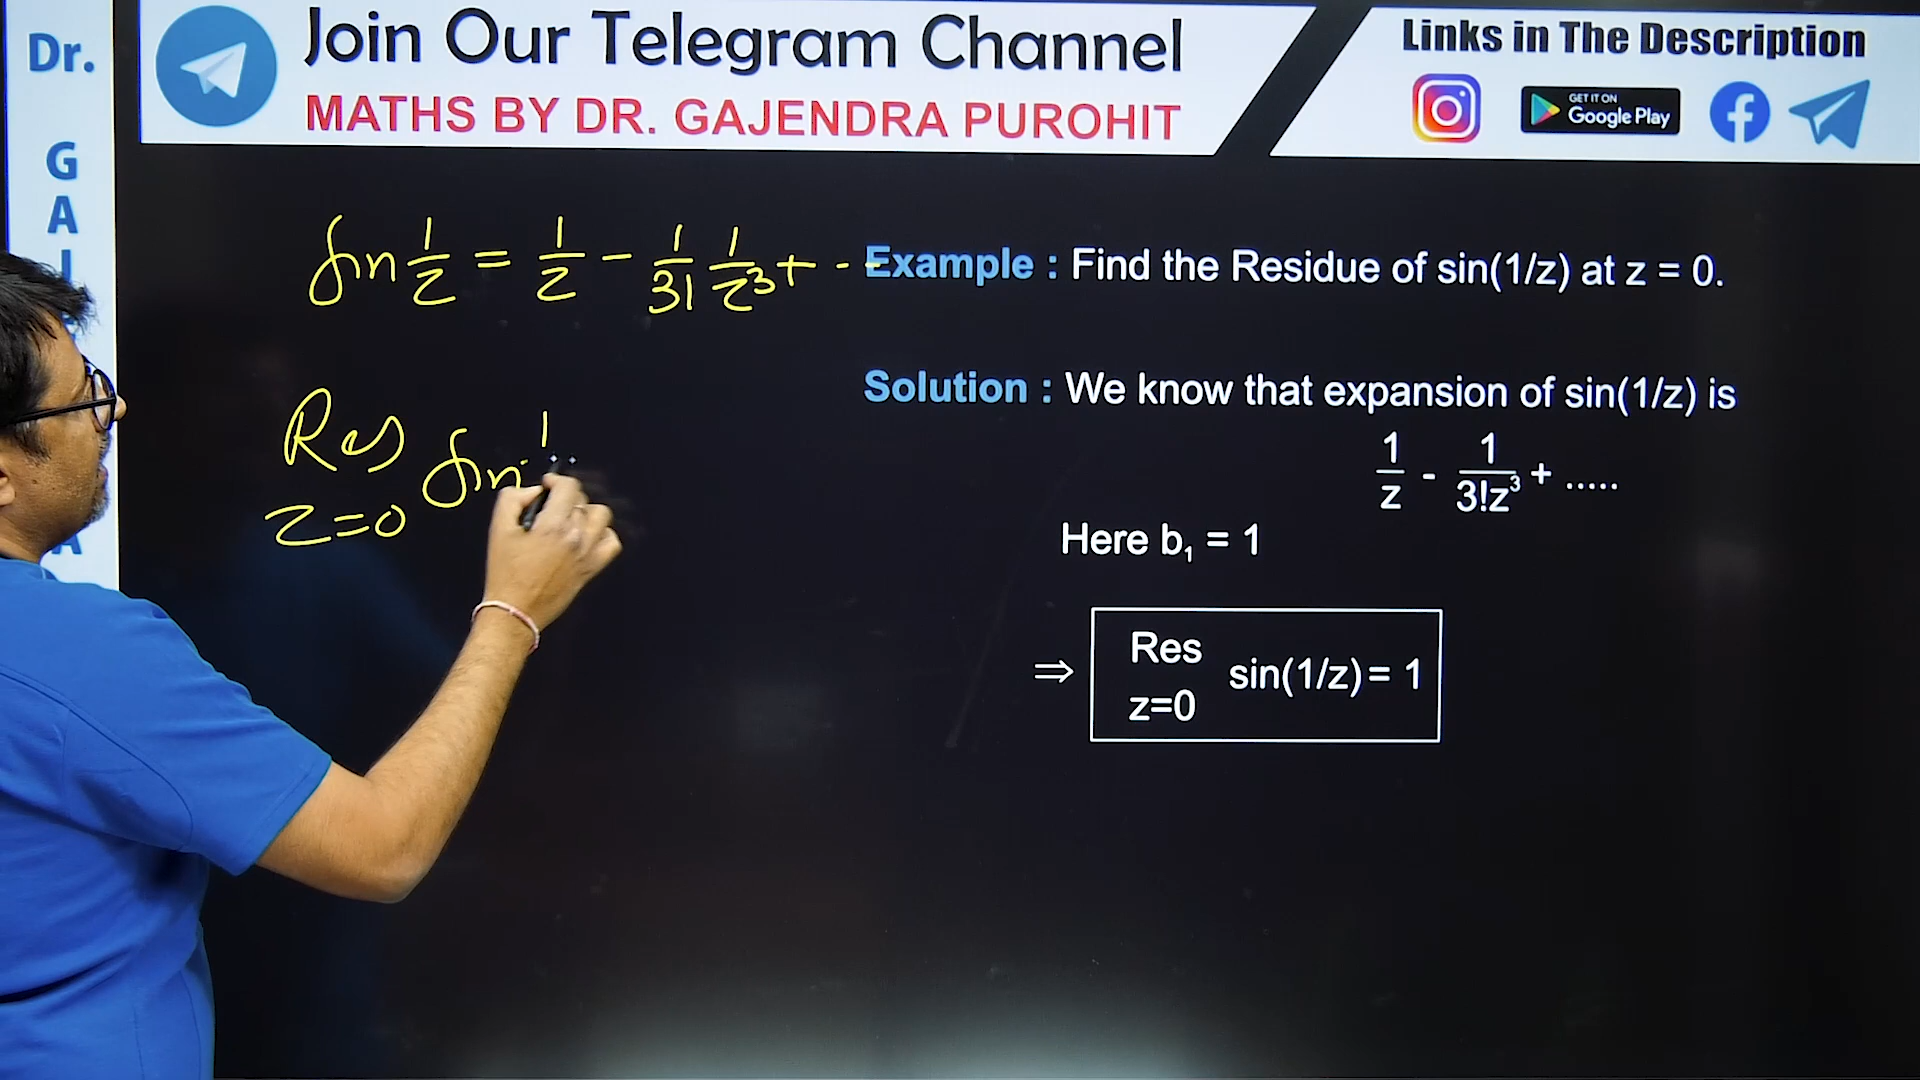 Join Our Telegram Channel
MATHS BY DR. GAJENDRA PUROHIT
Links in The Description
GET IT ON
Google Play
Dr.
G
A
sin 1/z = 1/z - 1/3! 1/z³ + - -
Res sin 1
z=0
Example : Find the Residue of sin(1/z) at z = 0.
Solution : We know that expansion of sin(1/z) is
1/z - 1/3!z³ + .....
Here b₁ = 1
⇒ Res sin(1/z) = 1
z=0